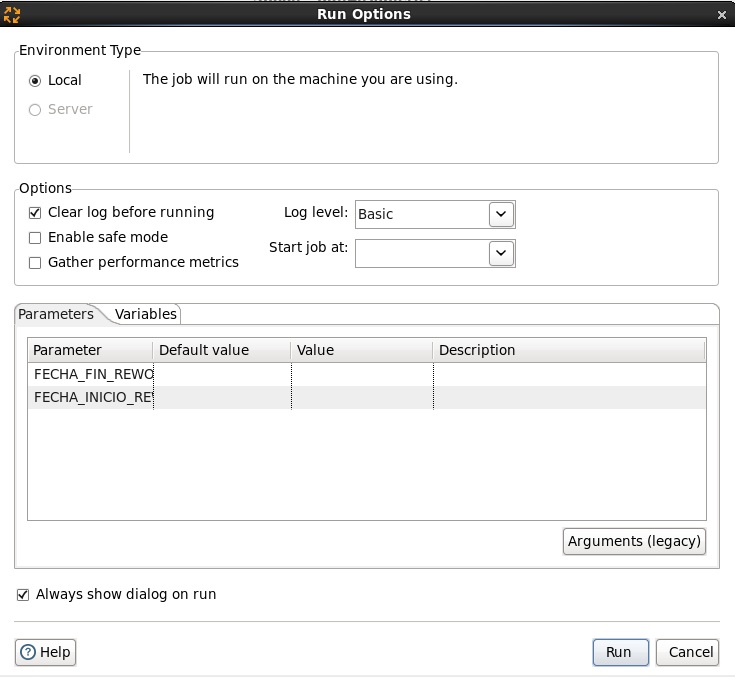 Run Options
Environment Type
Local
The job will run on the machine you are using.
Server
Options
Clear log before running
Log level: Basic
Enable safe mode
Start job at:
Gather performance metrics
Parameters Variables
Parameter Default value Value Description
FECHA_FIN_REWO
FECHA_INICIO_RE
Arguments (legacy)
Always show dialog on run
Help Run Cancel